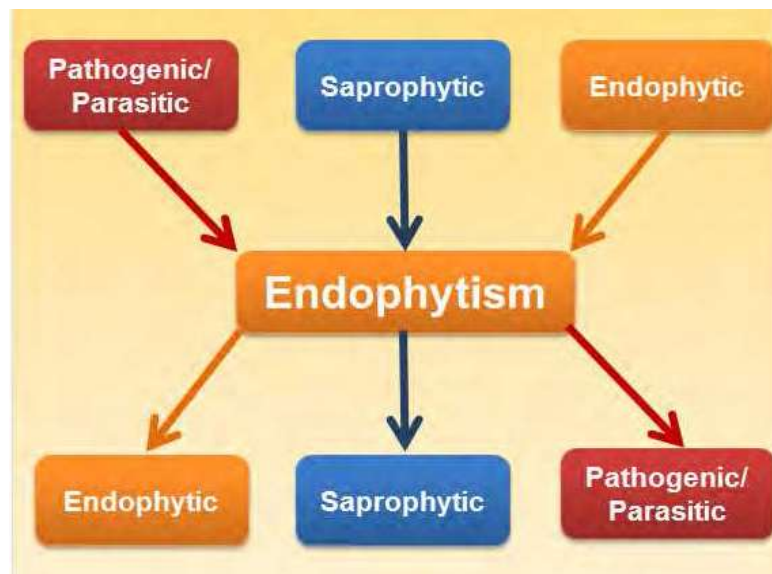 Pathogenic/
Parasitic
Saprophytic
Endophytic
Endophytism
Endophytic
Saprophytic
Pathogenic/
Parasitic